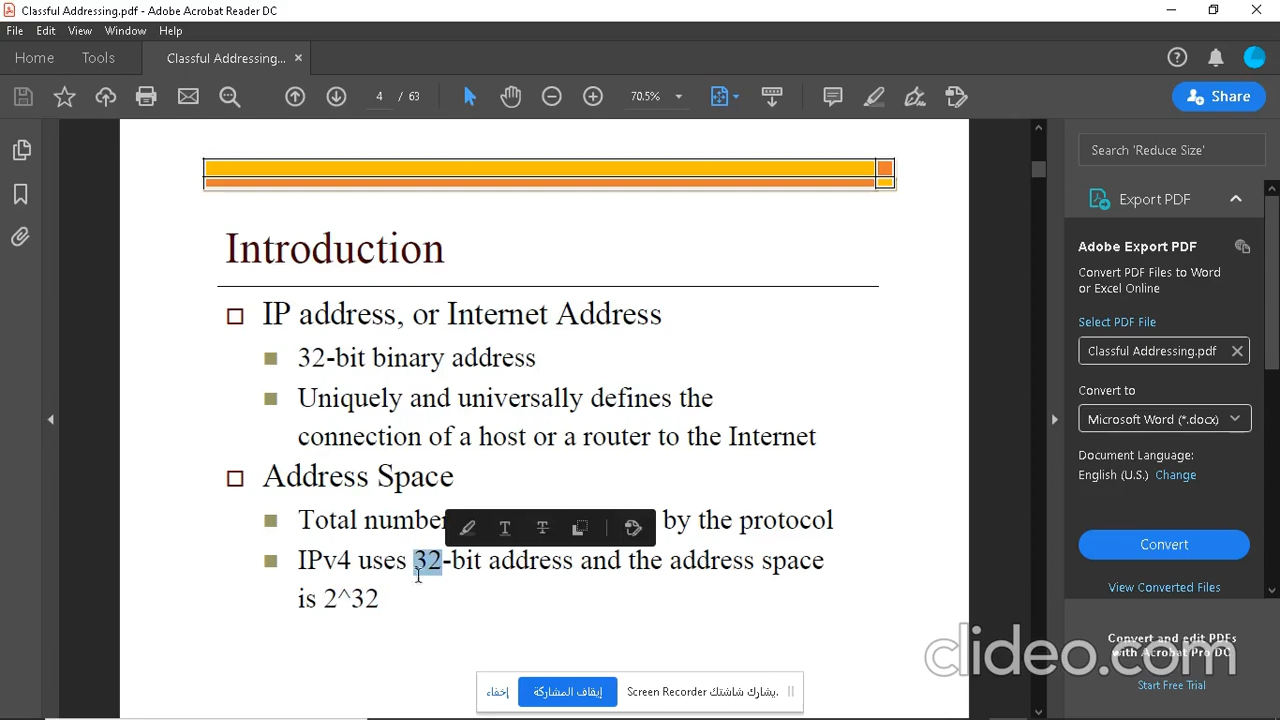 Classful Addressing.pdf - Adobe Acrobat Reader DC
File Edit View Window Help
Home Tools Classful Addressing... ×
4 / 63 70.5% Share
Search 'Reduce Size'
Export PDF
Adobe Export PDF
Convert PDF Files to Word
or Excel Online
Select PDF File
Classful Addressing.pdf
Convert to
Microsoft Word (*.docx)
Document Language:
English (U.S.) Change
Convert
View Converted Files
Convert and edit PDFs
with Acrobat Pro DC
Start Free Trial
Introduction
IP address, or Internet Address
32-bit binary address
Uniquely and universally defines the
connection of a host or a router to the Internet
Address Space
Total number by the protocol
IPv4 uses 32-bit address and the address space
is 2^32
clideo.com
يشارك شاشتك Screen Recorder.
إيقاف المشاركة
إخفاء